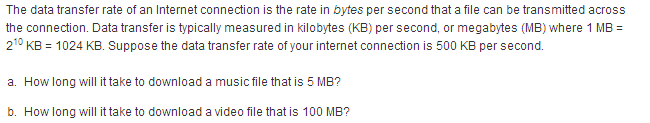 The data transfer rate of an Internet connection is the rate in bytes per second that a file can be transmitted across
the connection. Data transfer is typically measured in kilobytes (KB) per second, or megabytes (MB) where 1 MB =
2¹⁰ KB = 1024 KB. Suppose the data transfer rate of your internet connection is 500 KB per second.
a. How long will it take to download a music file that is 5 MB?
b. How long will it take to download a video file that is 100 MB?